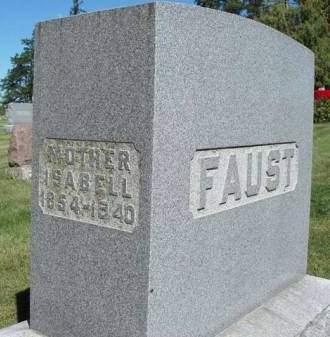 MOTHER
ISABELL
1854-1940
FAUST